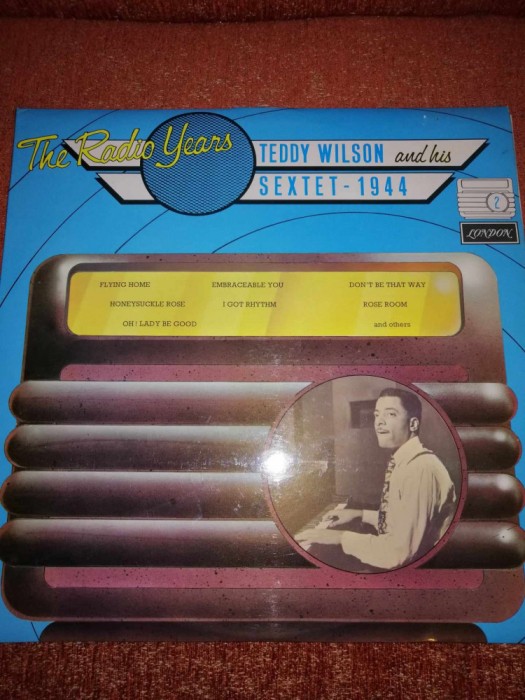 The Radio Years
TEDDY WILSON and his
SEXTET - 1944
2
LONDON
FLYING HOME EMBRACEABLE YOU DON'T BE THAT WAY
HONEYSUCKLE ROSE I GOT RHYTHM ROSE ROOM
OH! LADY BE GOOD and others